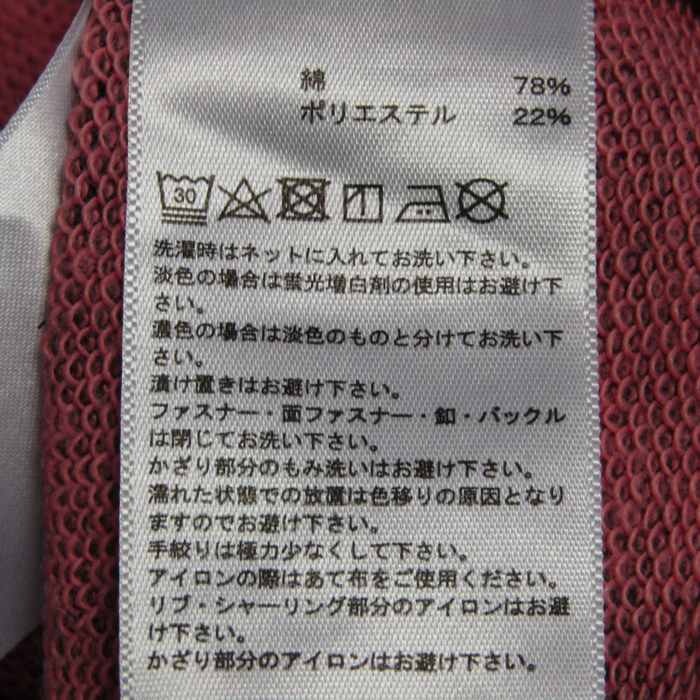 綿 78%
ポリエステル 22%
30
洗濯時はネットに入れてお洗い下さい。
淡色の場合は蛍光増白剤の使用はお避け下
さい。
濃色の場合は淡色のものと分けてお洗い下
さい。
漬け置きはお避け下さい。
ファスナー・面ファスナー・釦・バックル
は閉じてお洗い下さい。
かざり部分のもみ洗いはお避け下さい。
濡れた状態での放置は色移りの原因となり
ますのでお避け下さい。
手絞りは極力少なくして下さい。
アイロンの際はあて布をご使用ください。
リブ・シャーリング部分のアイロンはお避
け下さい。
かざり部分のアイロンはお避け下さい。